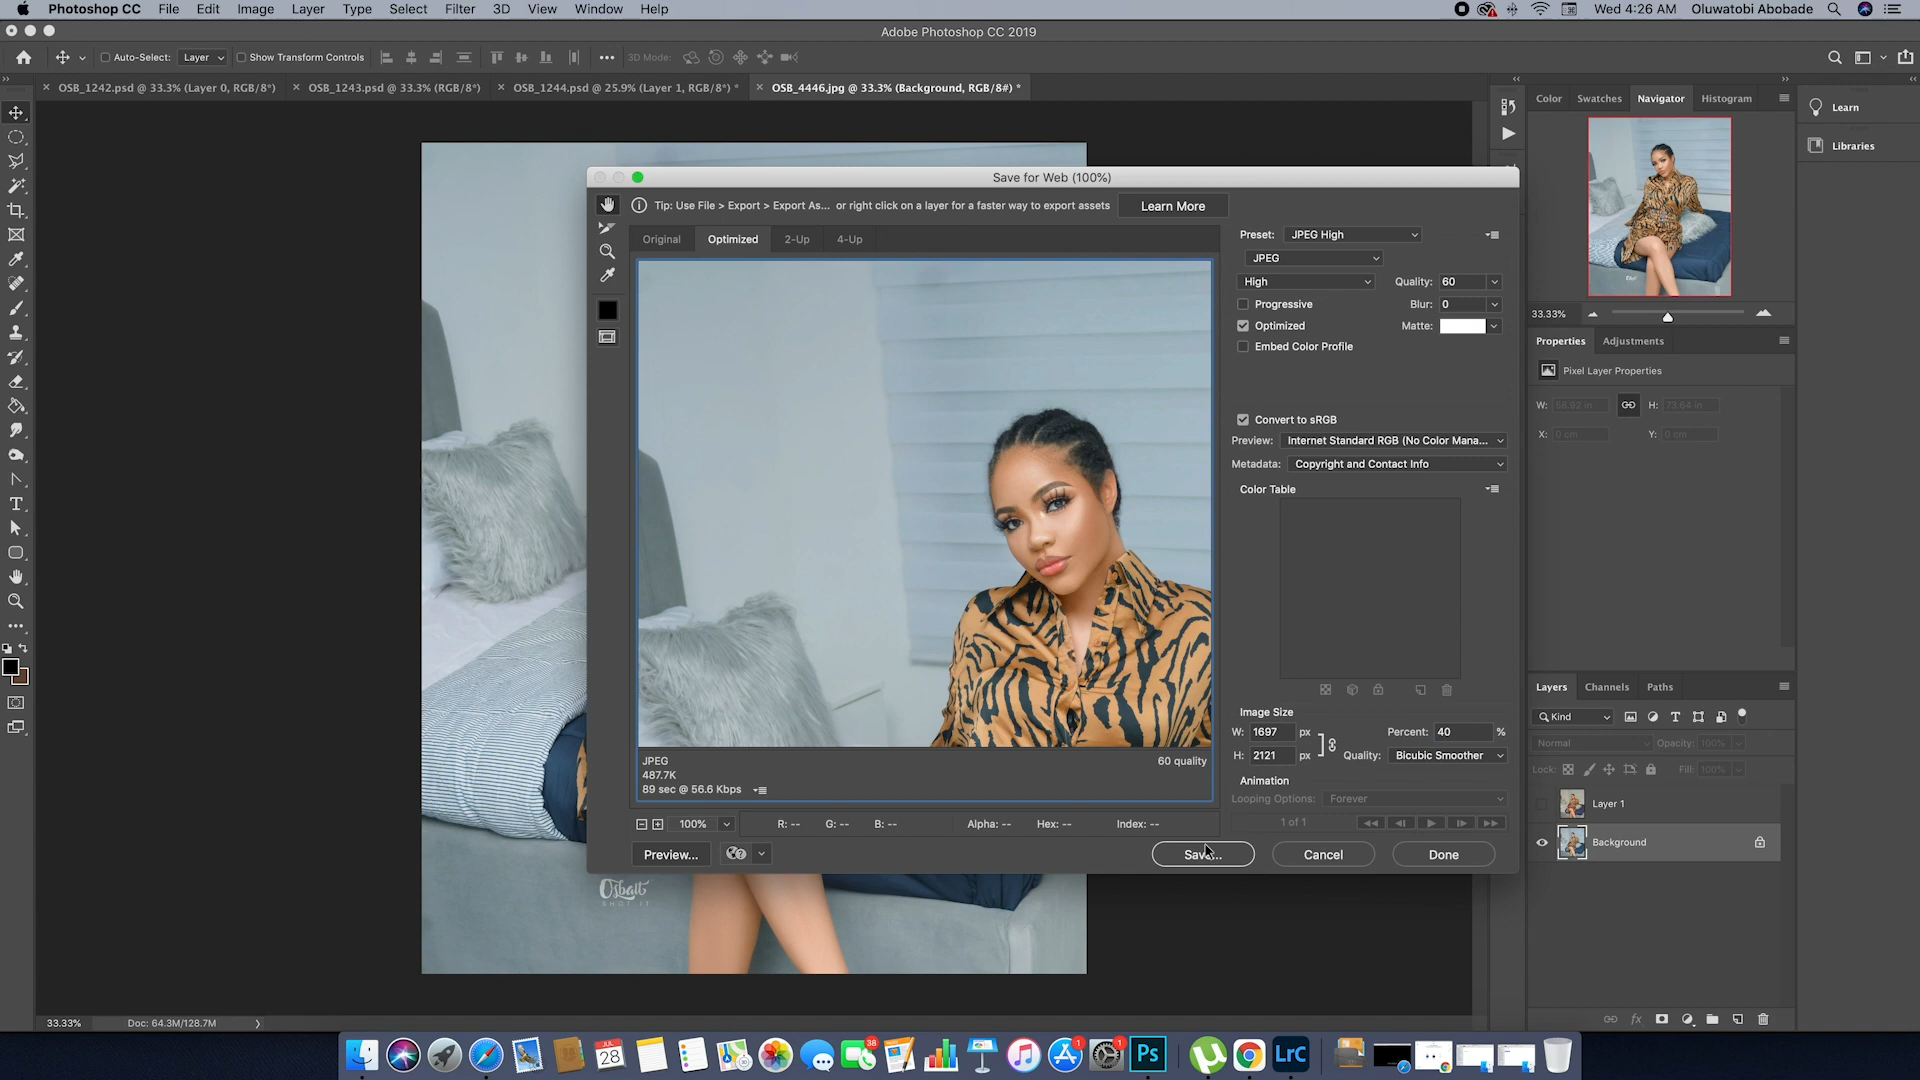 Photoshop CC File Edit Image Layer Type Select Filter 3D View Window Help
Wed 4:26 AM Oluwatobi Abobade
Adobe Photoshop CC 2019
Auto-Select: Layer Show Transform Controls 3D Mode:
OSB_1242.psd @ 33.3% (Layer 0, RGB/8*) OSB_1243.psd @ 33.3% (RGB/8*) OSB_1244.psd @ 25.9% (Layer 1, RGB/8*) * OSB_4446.jpg @ 33.3% (Background, RGB/8#) *
Color Swatches Navigator Histogram
Learn
Libraries
33.33%
Properties Adjustments
Pixel Layer Properties
W: 58.92 in H: 73.64 in
X: 0 cm Y: 0 cm
Save for Web (100%)
Tip: Use File > Export > Export As... or right click on a layer for a faster way to export assets Learn More
Original Optimized 2-Up 4-Up
Preset: JPEG High
JPEG
High Quality: 60
Progressive Blur: 0
Optimized Matte:
Embed Color Profile
Convert to sRGB
Preview: Internet Standard RGB (No Color Mana...
Metadata: Copyright and Contact Info
Color Table
Image Size
W: 1697 px Percent: 40 %
H: 2121 px Quality: Bicubic Smoother
Animation
Looping Options: Forever
1 of 1
JPEG 60 quality
487.7K
89 sec @ 56.6 Kbps
100% R: -- G: -- B: -- Alpha: -- Hex: -- Index: --
Preview... Save... Cancel Done
Osbalt
SHOT IT
Layers Channels Paths
Kind
Normal Opacity: 100%
Lock: Fill: 100%
Layer 1
Background
fx
33.33% Doc: 64.3M/128.7M
JUL
28
38
1
1
Ps
LrC